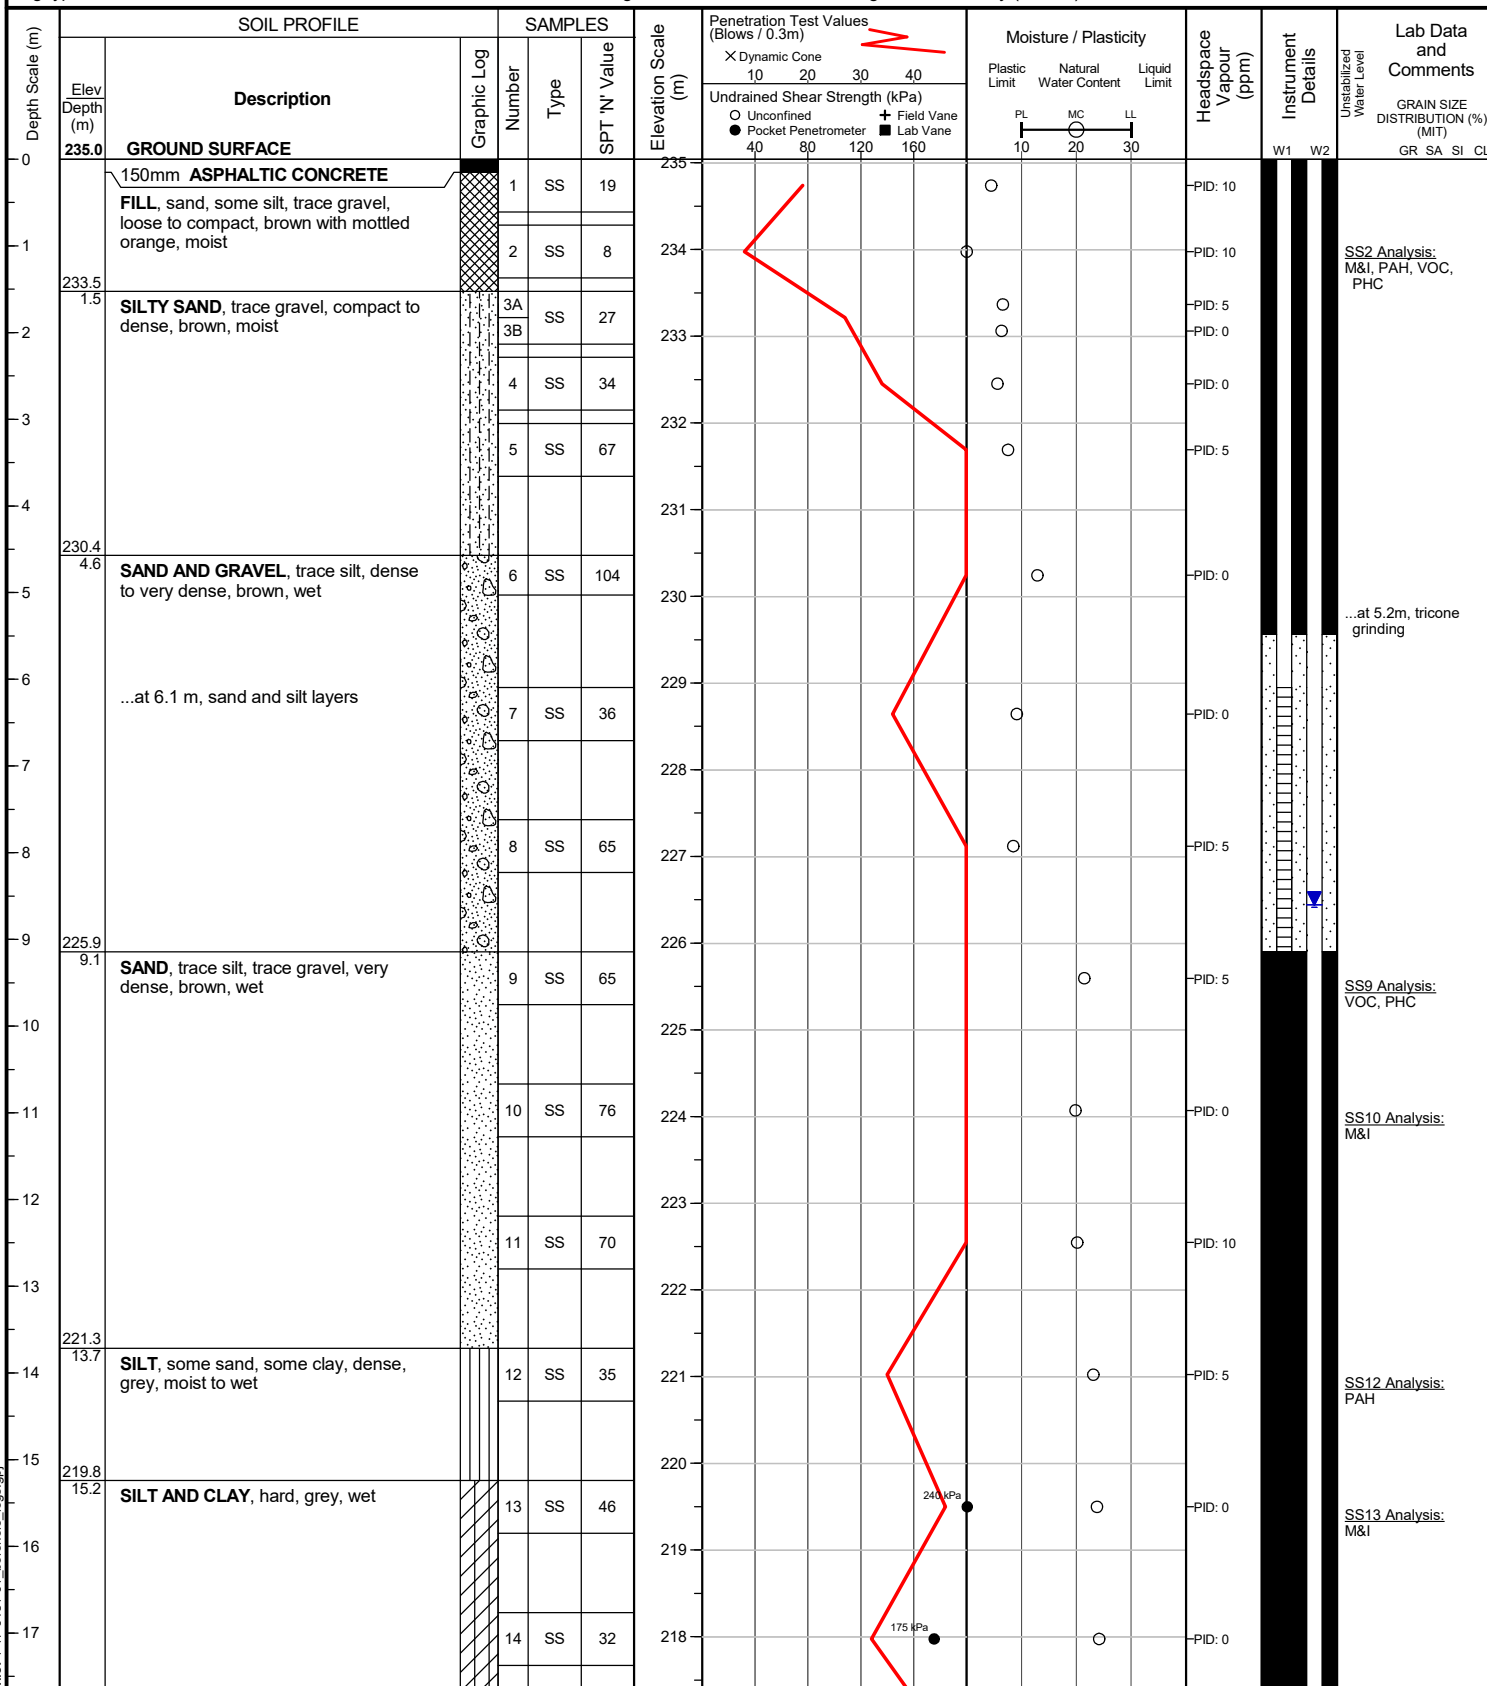 SOIL PROFILE
SAMPLES
Depth Scale (m)
Elev
Depth
(m)
Description
Graphic Log
Number
Type
SPT 'N' Value
Elevation Scale
(m)
Penetration Test Values
(Blows / 0.3m)
X Dynamic Cone
10 20 30 40
Undrained Shear Strength (kPa)
Unconfined
Field Vane
Pocket Penetrometer
Lab Vane
40 80 120 160
Moisture / Plasticity
Plastic
Limit
Natural
Water Content
Liquid
Limit
PL MC LL
10 20 30
Headspace
Vapour
(ppm)
Instrument
Details
W1 W2
Unstabilized
Water Level
Lab Data
and
Comments
GRAIN SIZE
DISTRIBUTION (%)
(MIT)
GR SA SI CL
235.0 GROUND SURFACE
0
235
150mm ASPHALTIC CONCRETE
1 SS 19
PID: 10
FILL, sand, some silt, trace gravel,
loose to compact, brown with mottled
orange, moist
1
234
2 SS 8
PID: 10
SS2 Analysis:
M&I, PAH, VOC,
PHC
233.5
1.5
SILTY SAND, trace gravel, compact to
dense, brown, moist
3A
3B
SS 27
PID: 5
PID: 0
2
233
4 SS 34
PID: 0
3
232
5 SS 67
PID: 5
4
231
230.4
4.6
SAND AND GRAVEL, trace silt, dense
to very dense, brown, wet
6 SS 104
PID: 0
5
230
...at 5.2m, tricone
grinding
6
229
...at 6.1 m, sand and silt layers
7 SS 36
PID: 0
7
228
8 SS 65
PID: 5
8
227
9
226
225.9
9.1
SAND, trace silt, trace gravel, very
dense, brown, wet
9 SS 65
PID: 5
SS9 Analysis:
VOC, PHC
10
225
10 SS 76
PID: 0
11
224
SS10 Analysis:
M&I
12
223
11 SS 70
PID: 10
13
222
221.3
13.7
SILT, some sand, some clay, dense,
grey, moist to wet
14
221
12 SS 35
PID: 5
SS12 Analysis:
PAH
15
220
219.8
15.2
SILT AND CLAY, hard, grey, wet
13 SS 46
240 kPa
PID: 0
SS13 Analysis:
M&I
16
219
17
218
14 SS 32
175 kPa
PID: 0